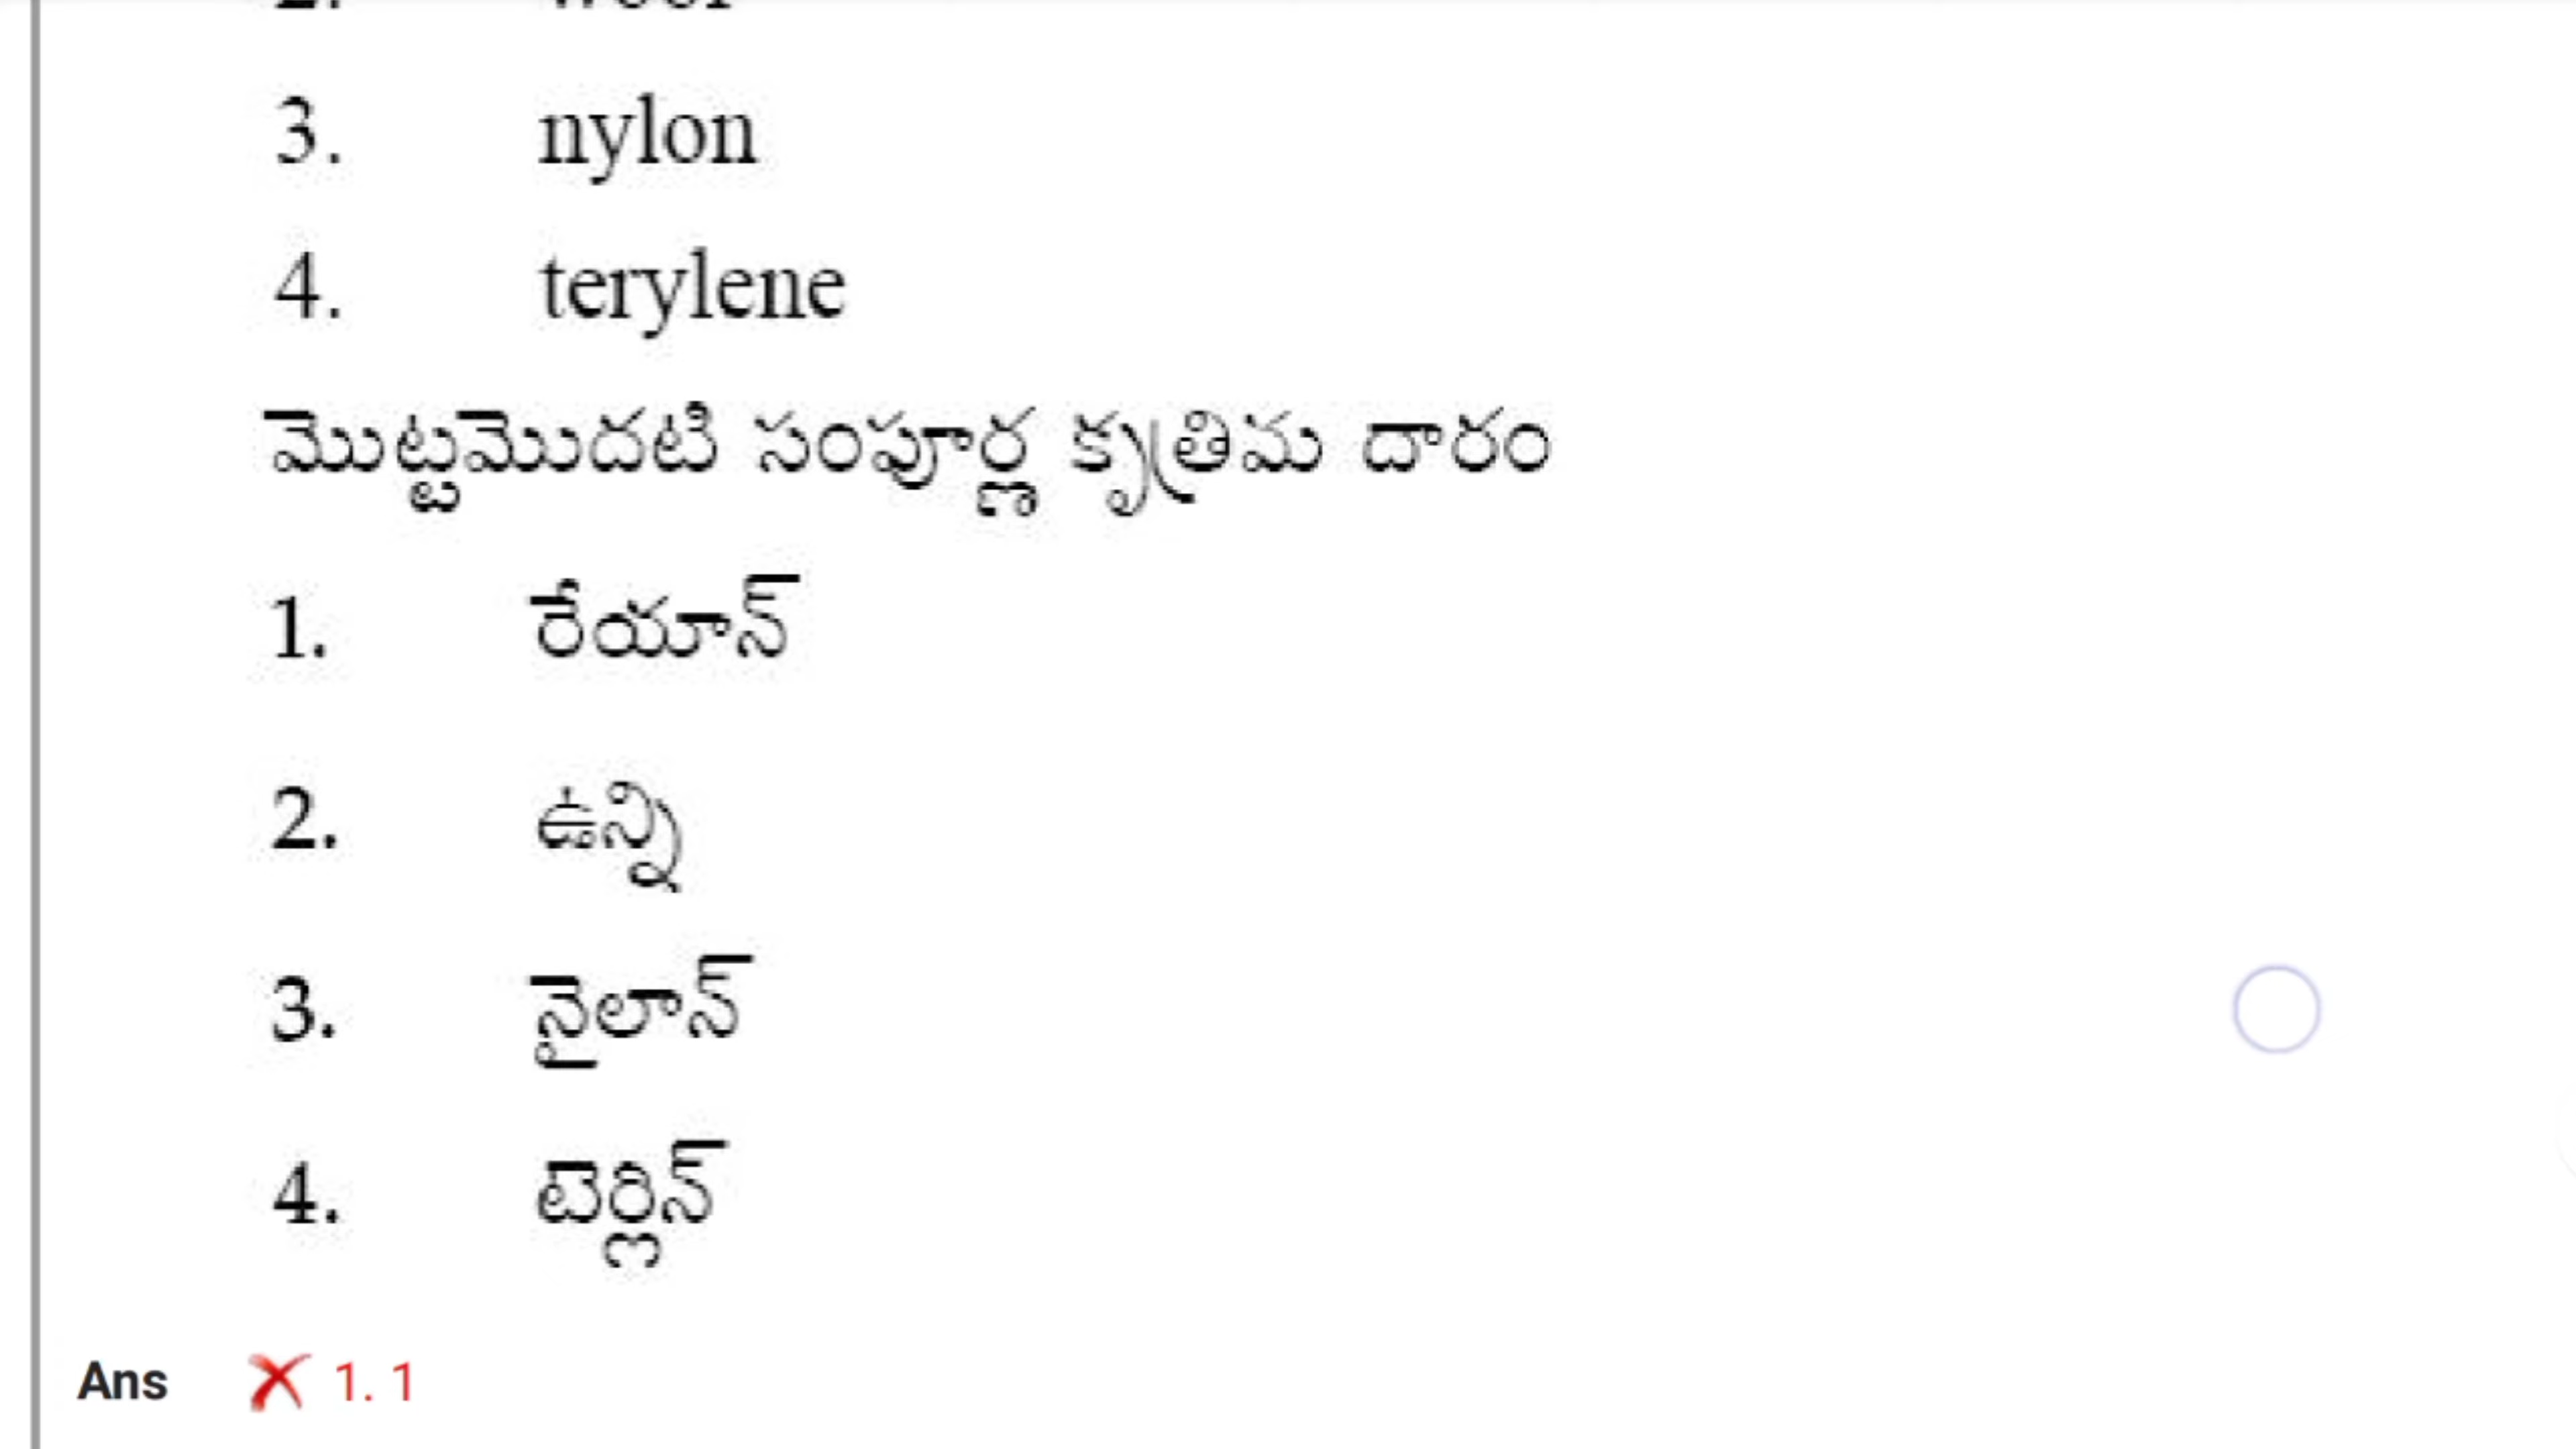 3. nylon
4. terylene
మొట్టమొదటి సంపూర్ణ కృత్రిమ దారం
1. రేయాన్
2. ఉన్ని
3. నైలాన్
4. టెర్లిన్
Ans 1. 1